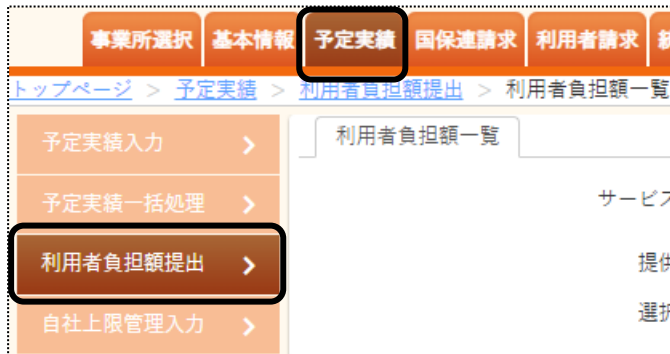 事業所選択 基本情報 予定実績 国保連請求 利用者請求
トップページ > 予定実績 > 利用者負担額提出 > 利用者負担額一覧
予定実績入力
利用者負担額一覧
予定実績一括処理
サービス
利用者負担額提出
提供
選択
自社上限管理入力